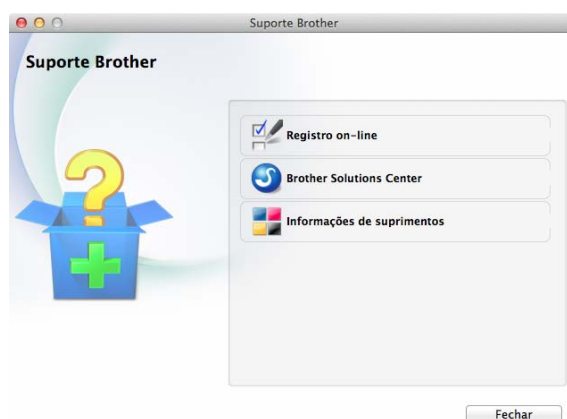 Suporte Brother
Suporte Brother
Registro on-line
Brother Solutions Center
Informações de suprimentos
Fechar